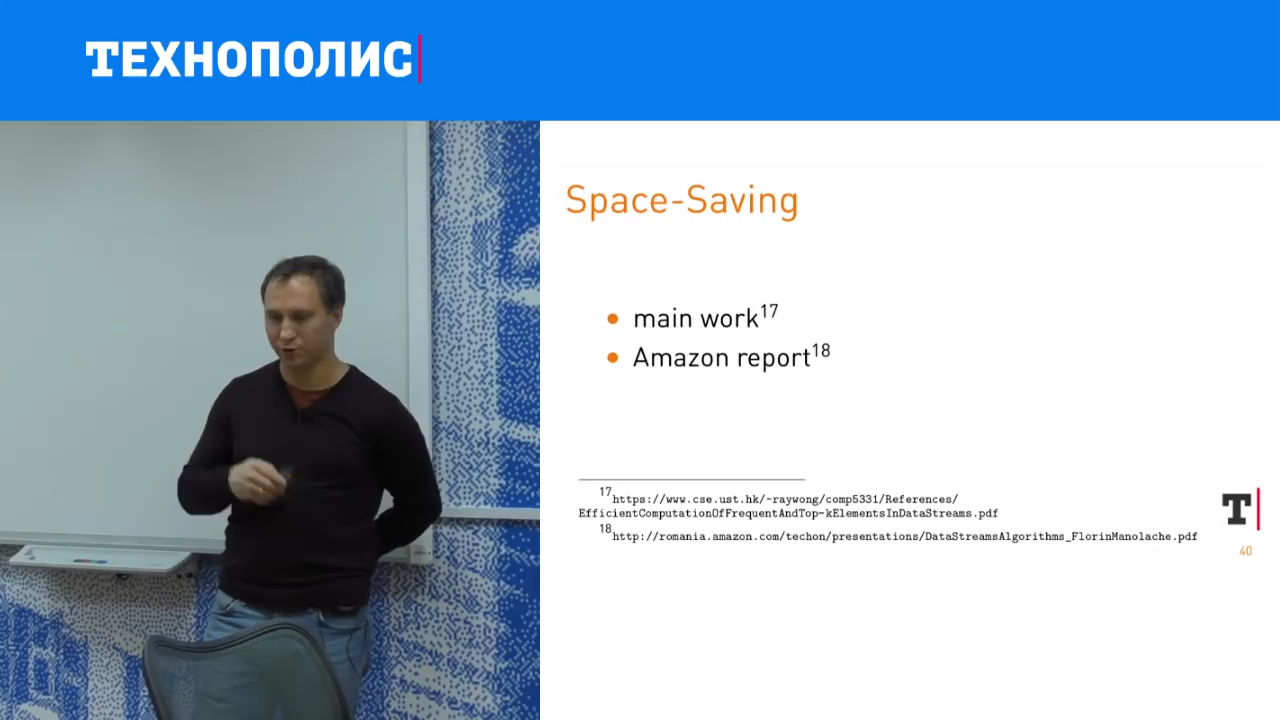 ТЕХНОПОЛИС
Space-Saving
• main work17
• Amazon report18
17https://www.cse.ust.hk/~raywong/comp5331/References/
EfficientComputationOfFrequentAndTop-kElementsInDataStreams.pdf
18http://romania.amazon.com/techon/presentations/DataStreamsAlgorithms_FlorinManolache.pdf
T
40